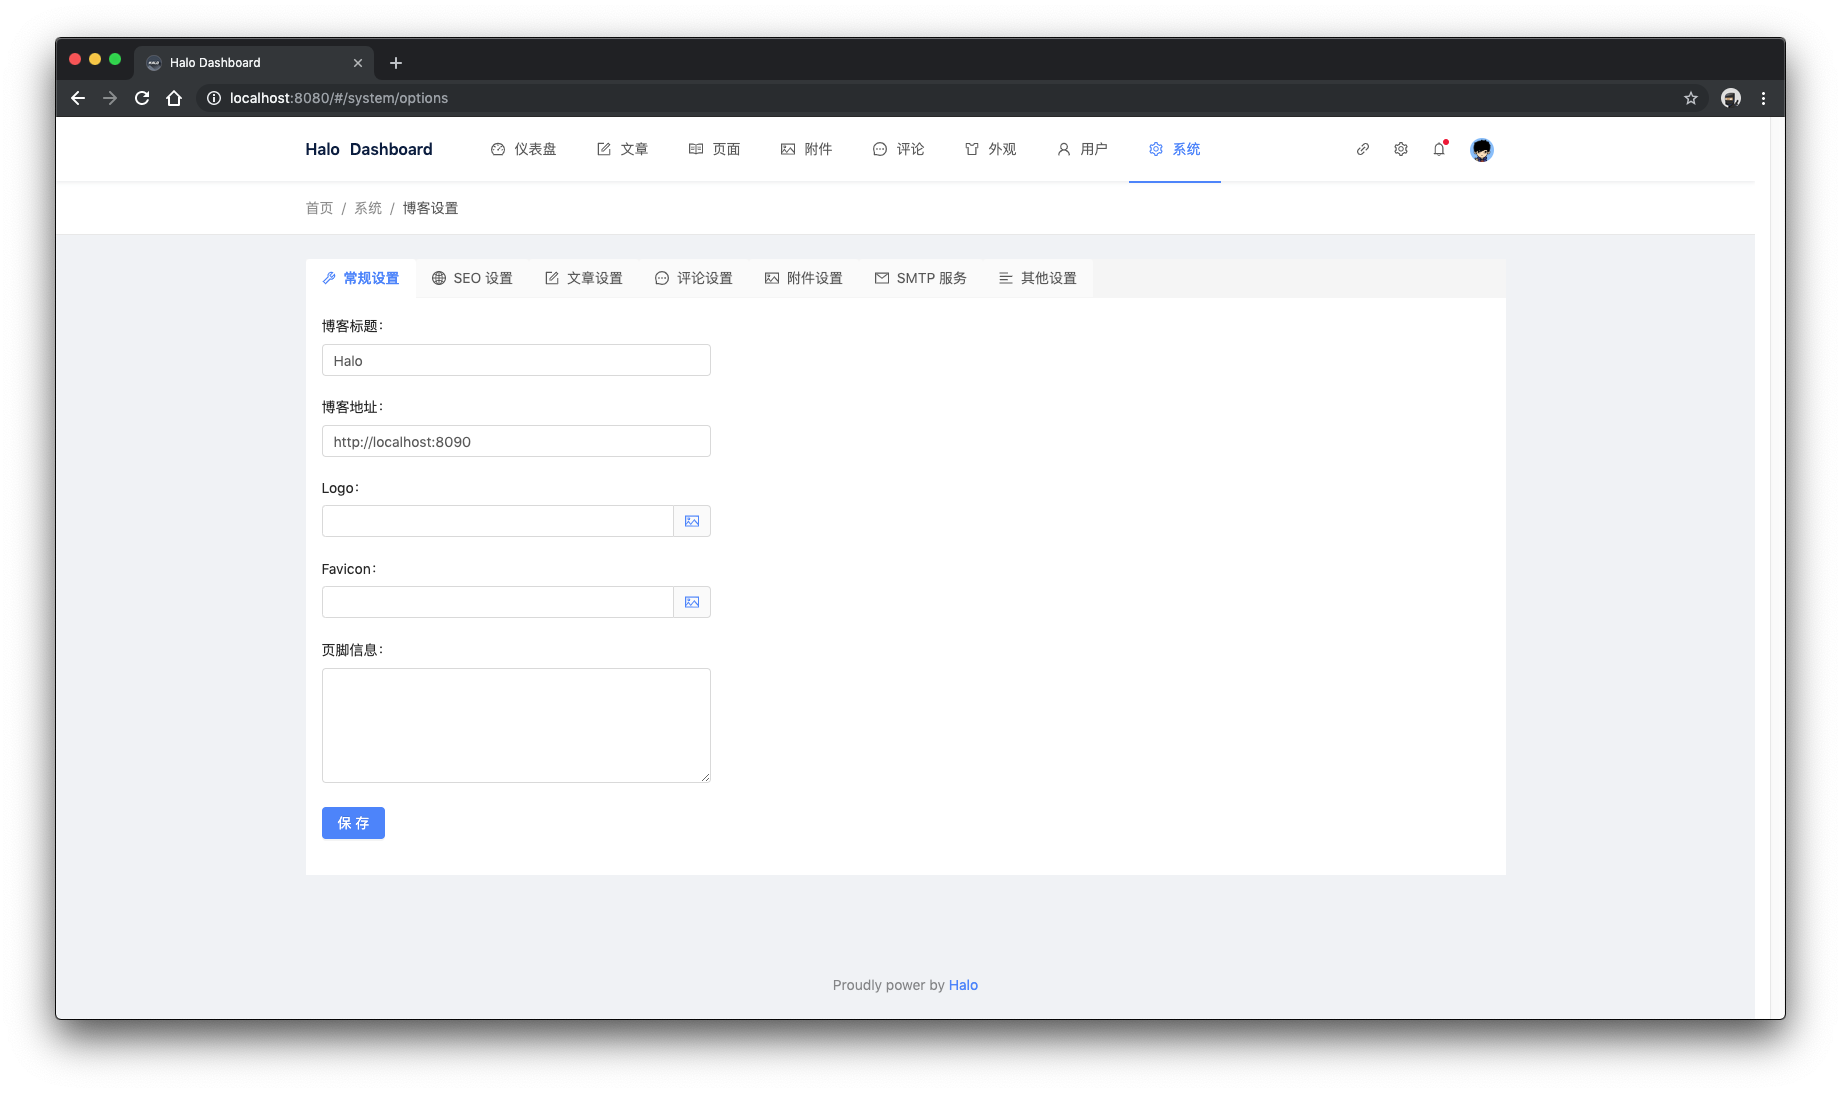 Halo Dashboard
localhost:8080/#/system/options
Halo Dashboard 仪表盘 文章 页面 附件 评论 外观 用户 系统
首页 / 系统 / 博客设置
常规设置 SEO 设置 文章设置 评论设置 附件设置 SMTP 服务 其他设置
博客标题：
Halo
博客地址：
http://localhost:8090
Logo：
Favicon：
页脚信息：
保 存
Proudly power by Halo